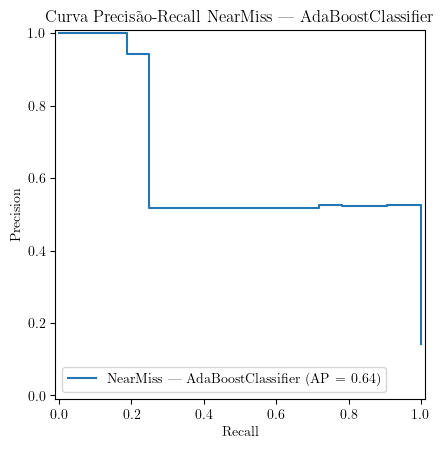 Curva Precisão-Recall NearMiss — AdaBoostClassifier
1.0
0.8
0.6
0.4
0.2
0.0
Precision
NearMiss — AdaBoostClassifier (AP = 0.64)
0.0 0.2 0.4 0.6 0.8 1.0
Recall